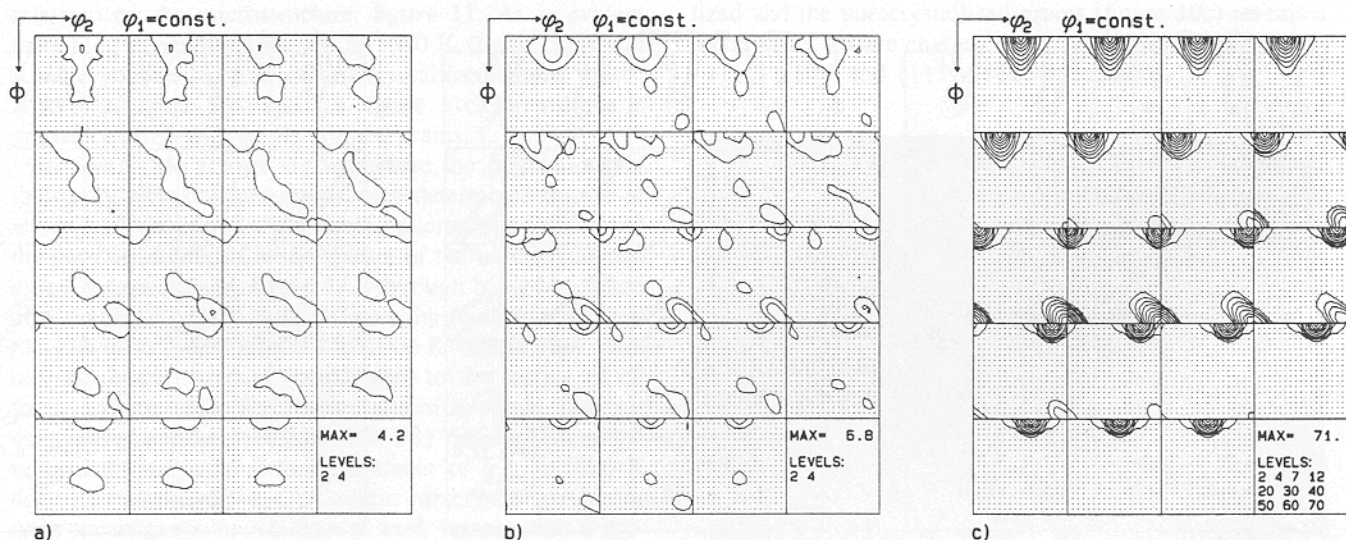 φ2 φ1=const.
Φ
MAX= 4.2
LEVELS:
2 4
a)
φ2 φ1=const.
Φ
MAX= 5.8
LEVELS:
2 4
b)
φ2 φ1=const.
Φ
MAX= 71.
LEVELS:
2 4 7 12
20 30 40
50 60 70
c)